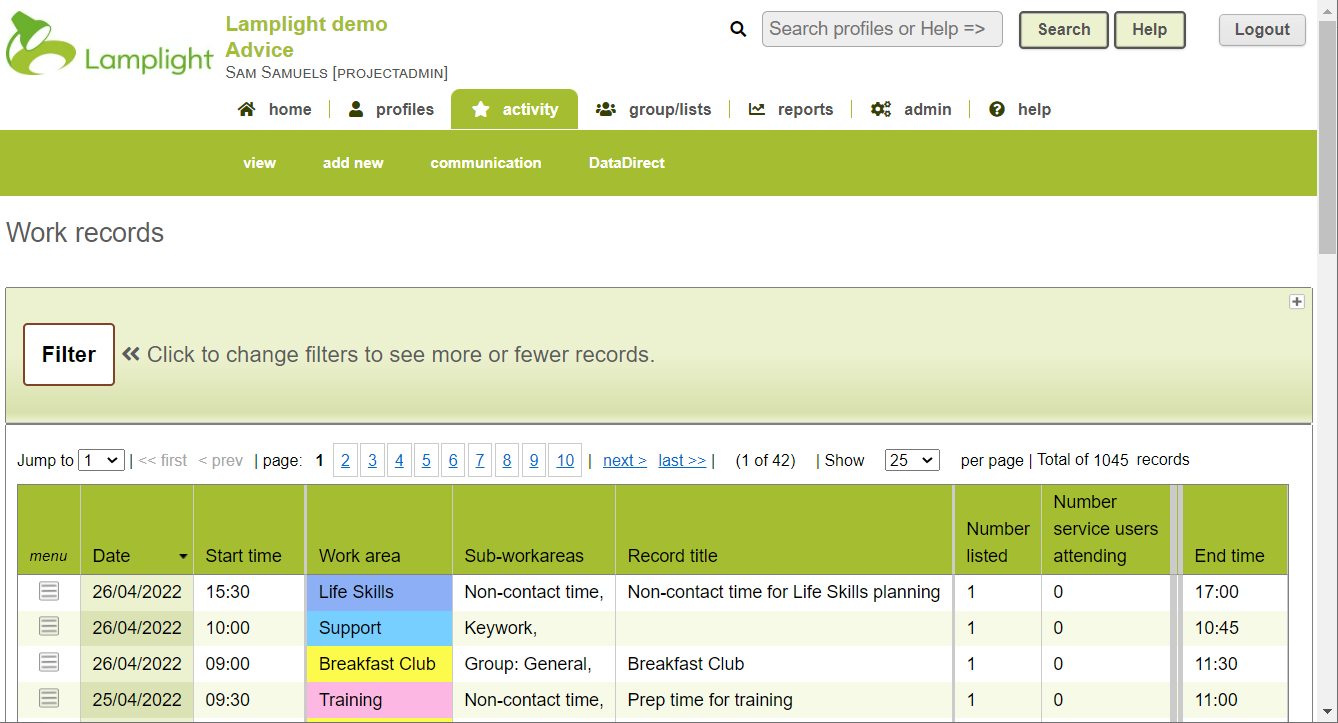 Lamplight
Lamplight demo
Advice
SAM SAMUELS [PROJECTADMIN]
Search profiles or Help =>
Search
Help
Logout
home
profiles
activity
group/lists
reports
admin
help
view
add new
communication
DataDirect
Work records
Filter
Click to change filters to see more or fewer records.
Jump to 1 | << first < prev | page: 1 2 3 4 5 6 7 8 9 10 | next > last >> | (1 of 42) | Show 25 per page | Total of 1045 records
menu Date Start time Work area Sub-workareas Record title Number listed Number service users attending End time
26/04/2022 15:30 Life Skills Non-contact time, Non-contact time for Life Skills planning 1 0 17:00
26/04/2022 10:00 Support Keywork, 1 0 10:45
26/04/2022 09:00 Breakfast Club Group: General, Breakfast Club 1 0 11:30
25/04/2022 09:30 Training Non-contact time, Prep time for training 1 0 11:00